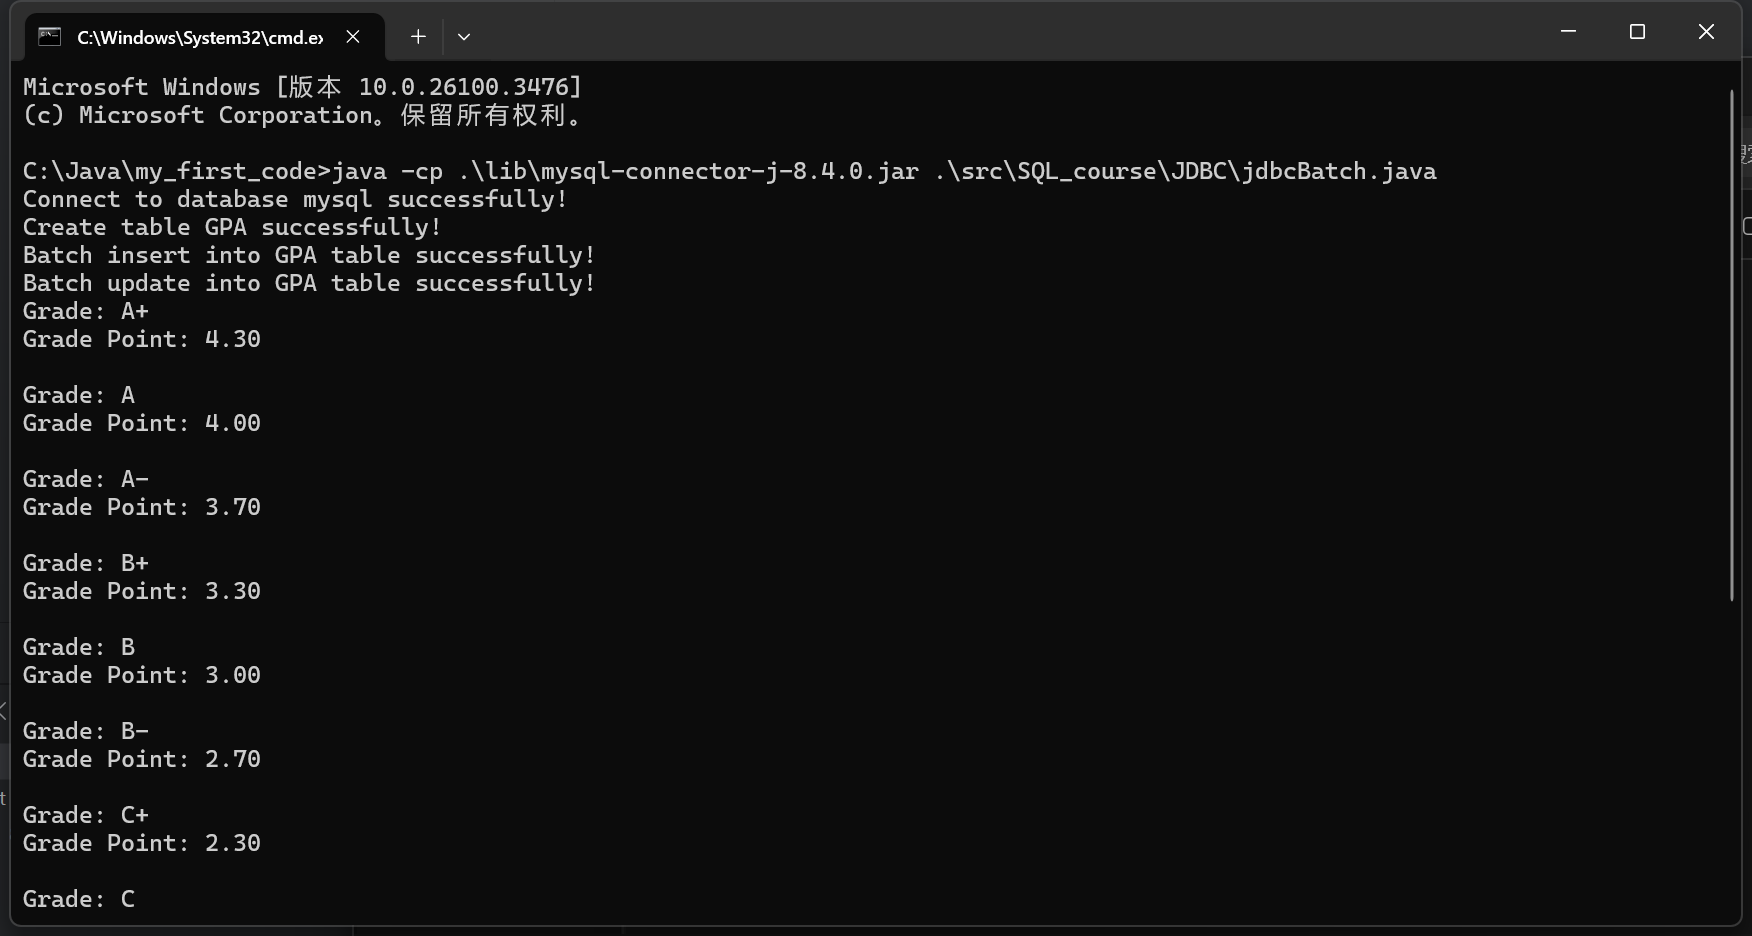 C:\Windows\System32\cmd.ex
Microsoft Windows [版本 10.0.26100.3476]
(c) Microsoft Corporation。保留所有权利。
C:\Java\my_first_code>java -cp .\lib\mysql-connector-j-8.4.0.jar .\src\SQL_course\JDBC\jdbcBatch.java
Connect to database mysql successfully!
Create table GPA successfully!
Batch insert into GPA table successfully!
Batch update into GPA table successfully!
Grade: A+
Grade Point: 4.30
Grade: A
Grade Point: 4.00
Grade: A-
Grade Point: 3.70
Grade: B+
Grade Point: 3.30
Grade: B
Grade Point: 3.00
Grade: B-
Grade Point: 2.70
Grade: C+
Grade Point: 2.30
Grade: C